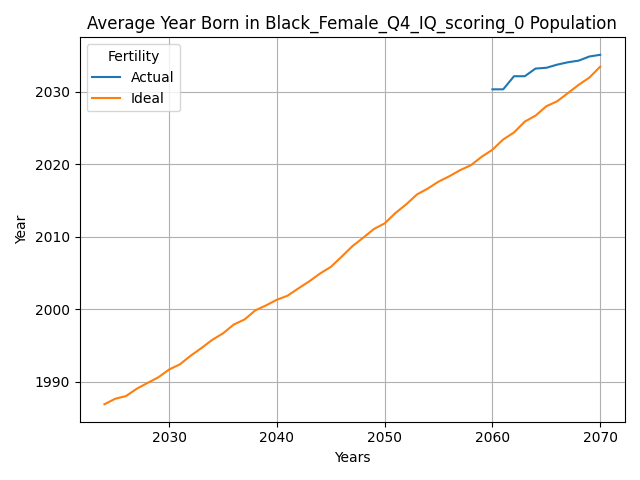 Average Year Born in Black_Female_Q4_IQ_scoring_0 Population
Fertility
Actual
Ideal
2030
2020
2010
2000
1990
Year
2030 2040 2050 2060 2070
Years